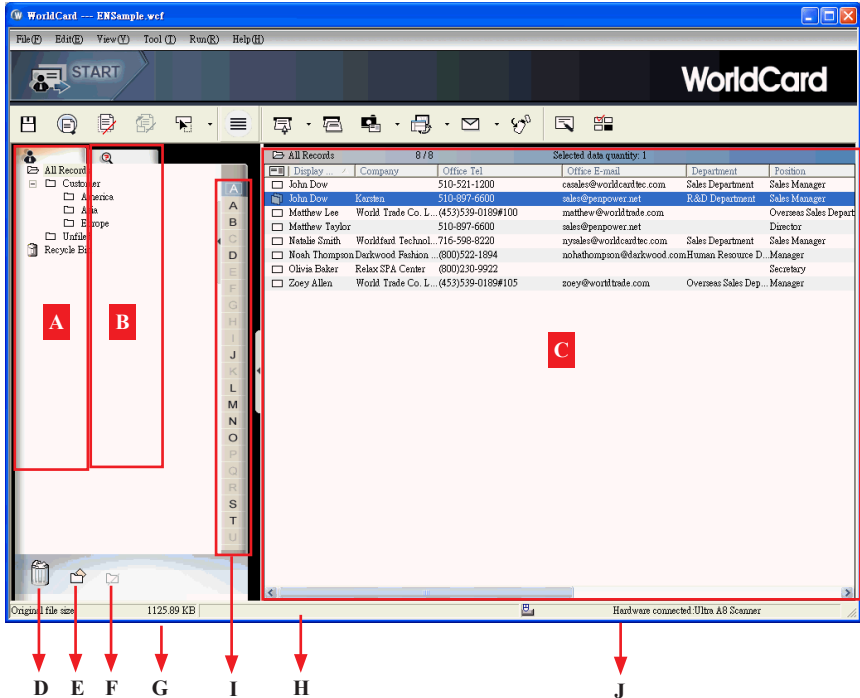 WorldCard --- ENSample.wcf
File(F) Edit(E) View(V) Tool (T) Run(R) Help(H)
START
WorldCard
All Records 8 / 8 Selected data quantity: 1
Display ... Company Office Tel Office E-mail Department Position
John Dow 510-521-1200 casales@worldcardtec.com Sales Department Sales Manager
John Dow Karsten 510-897-6600 sales@penpower.net R&D Department Sales Manager
Matthew Lee World Trade Co. L... (453)539-0189#100 matthew@worldtrade.com Overseas Sales Depart
Matthew Taylor 510-897-6600 sales@penpower.net Director
Natalie Smith Worldfard Technol... 716-598-8220 nysales@worldcardtec.com Sales Department Sales Manager
Noah Thompson Darkwood Fashion ... (800)522-1894 nohathompson@darkwood.com Human Resource D... Manager
Olivia Baker Relax SPA Center (800)230-9922 Secretary
Zoey Allen World Trade Co. L... (453)539-0189#105 zoey@worldtrade.com Overseas Sales Dep... Manager
All Record
Customer
America
Asia
Europe
Unfile
Recycle Bi
A
A
B
C
D
E
F
G
H
I
J
K
L
M
N
O
P
Q
R
S
T
U
A
B
C
Original file size 1125.89 KB Hardware connected:Ultra A8 Scanner
D E F G I H J